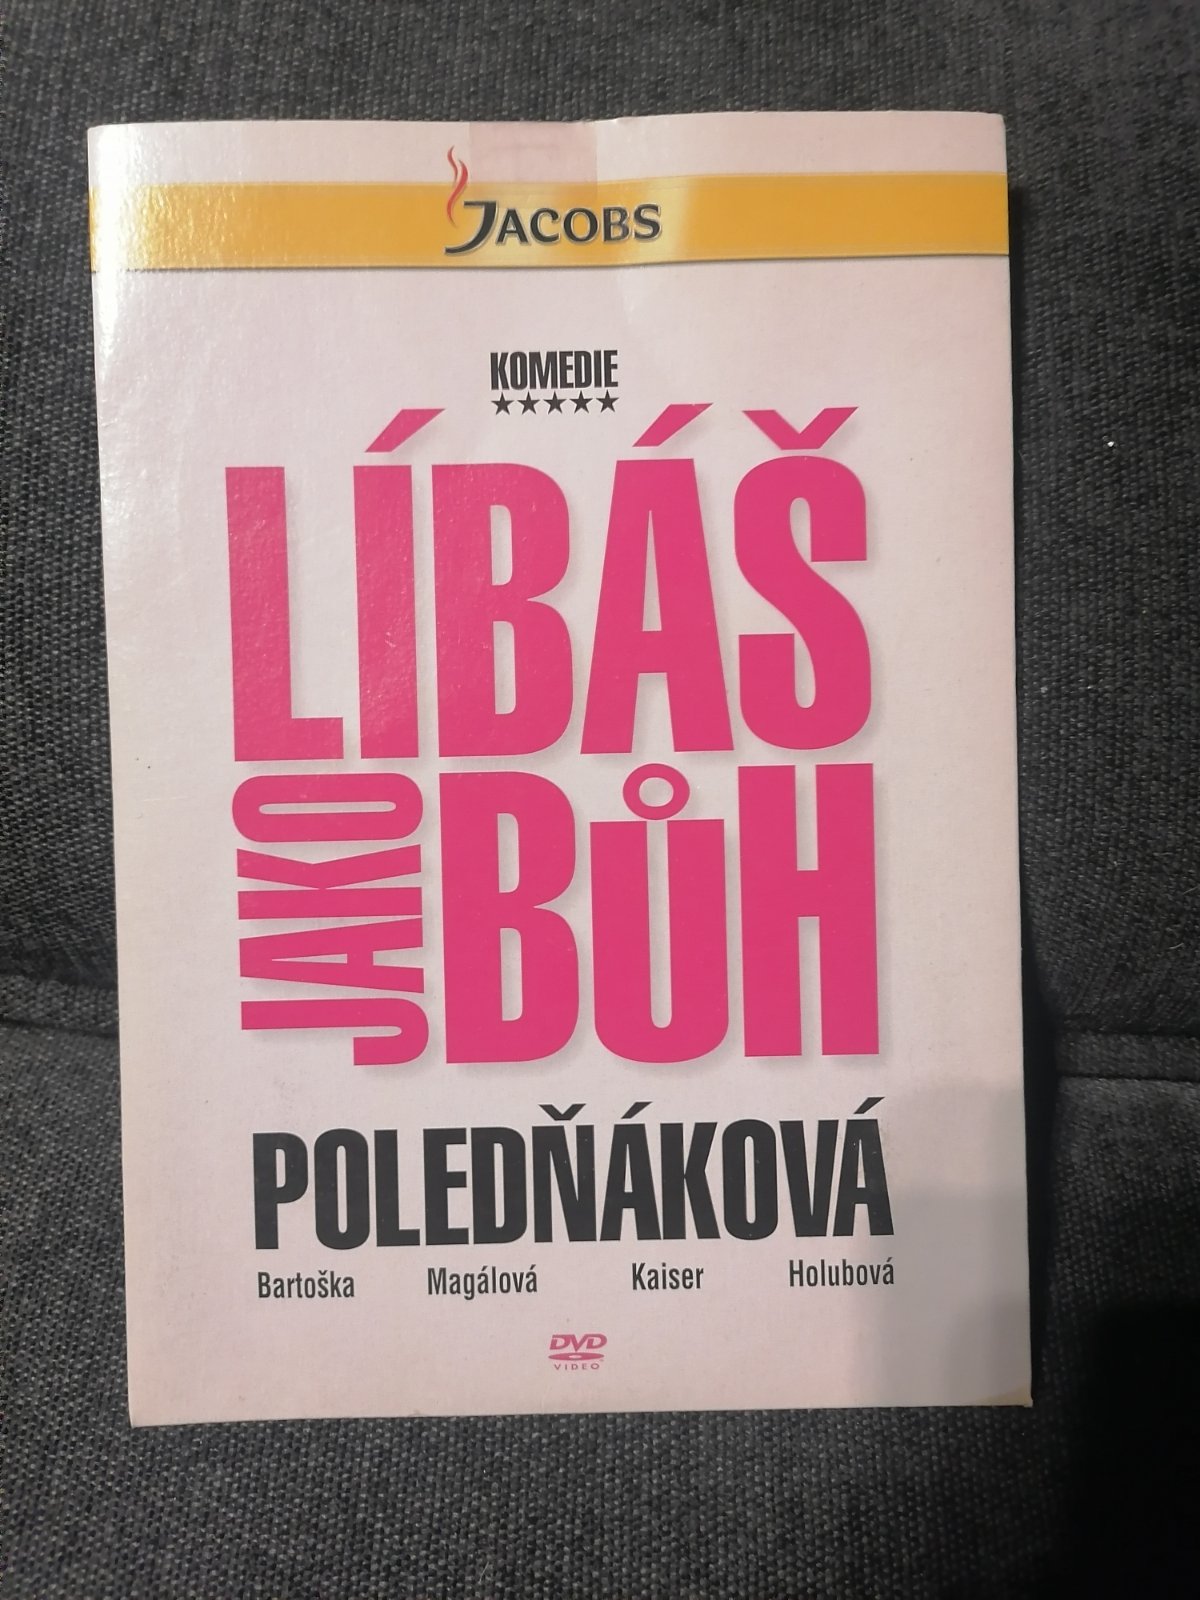 JACOBS
KOMEDIE
★★★★★
LÍBÁŠ
JAKO
BŮH
POLEDŇÁKOVÁ
Bartoška Magálová Kaiser Holubová
DVD
VIDEO